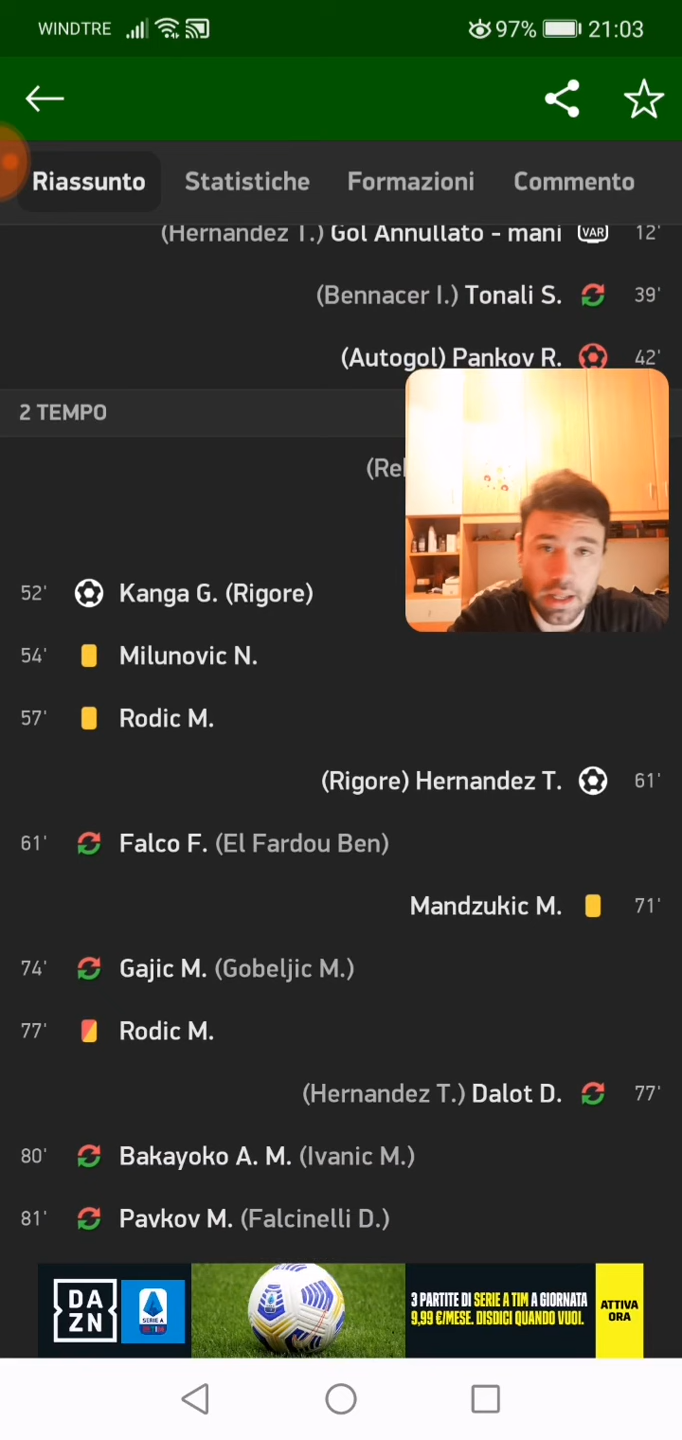 WINDTRE 97% 21:03
Riassunto Statistiche Formazioni Commento
(Hernandez T.) Gol Annullato - mani VAR 12'
(Bennacer I.) Tonali S. 39'
(Autogol) Pankov R. 42'
2 TEMPO
52' Kanga G. (Rigore)
54' Milunovic N.
57' Rodic M.
(Rigore) Hernandez T. 61'
61' Falco F. (El Fardou Ben)
Mandzukic M. 71'
74' Gajic M. (Gobeljic M.)
77' Rodic M.
(Hernandez T.) Dalot D. 77'
80' Bakayoko A. M. (Ivanic M.)
81' Pavkov M. (Falcinelli D.)
DA
ZN
SERIE A
TIM
3 PARTITE DI SERIE A TIM A GIORNATA
9,99 €/MESE. DISDICI QUANDO VUOI.
ATTIVA
ORA